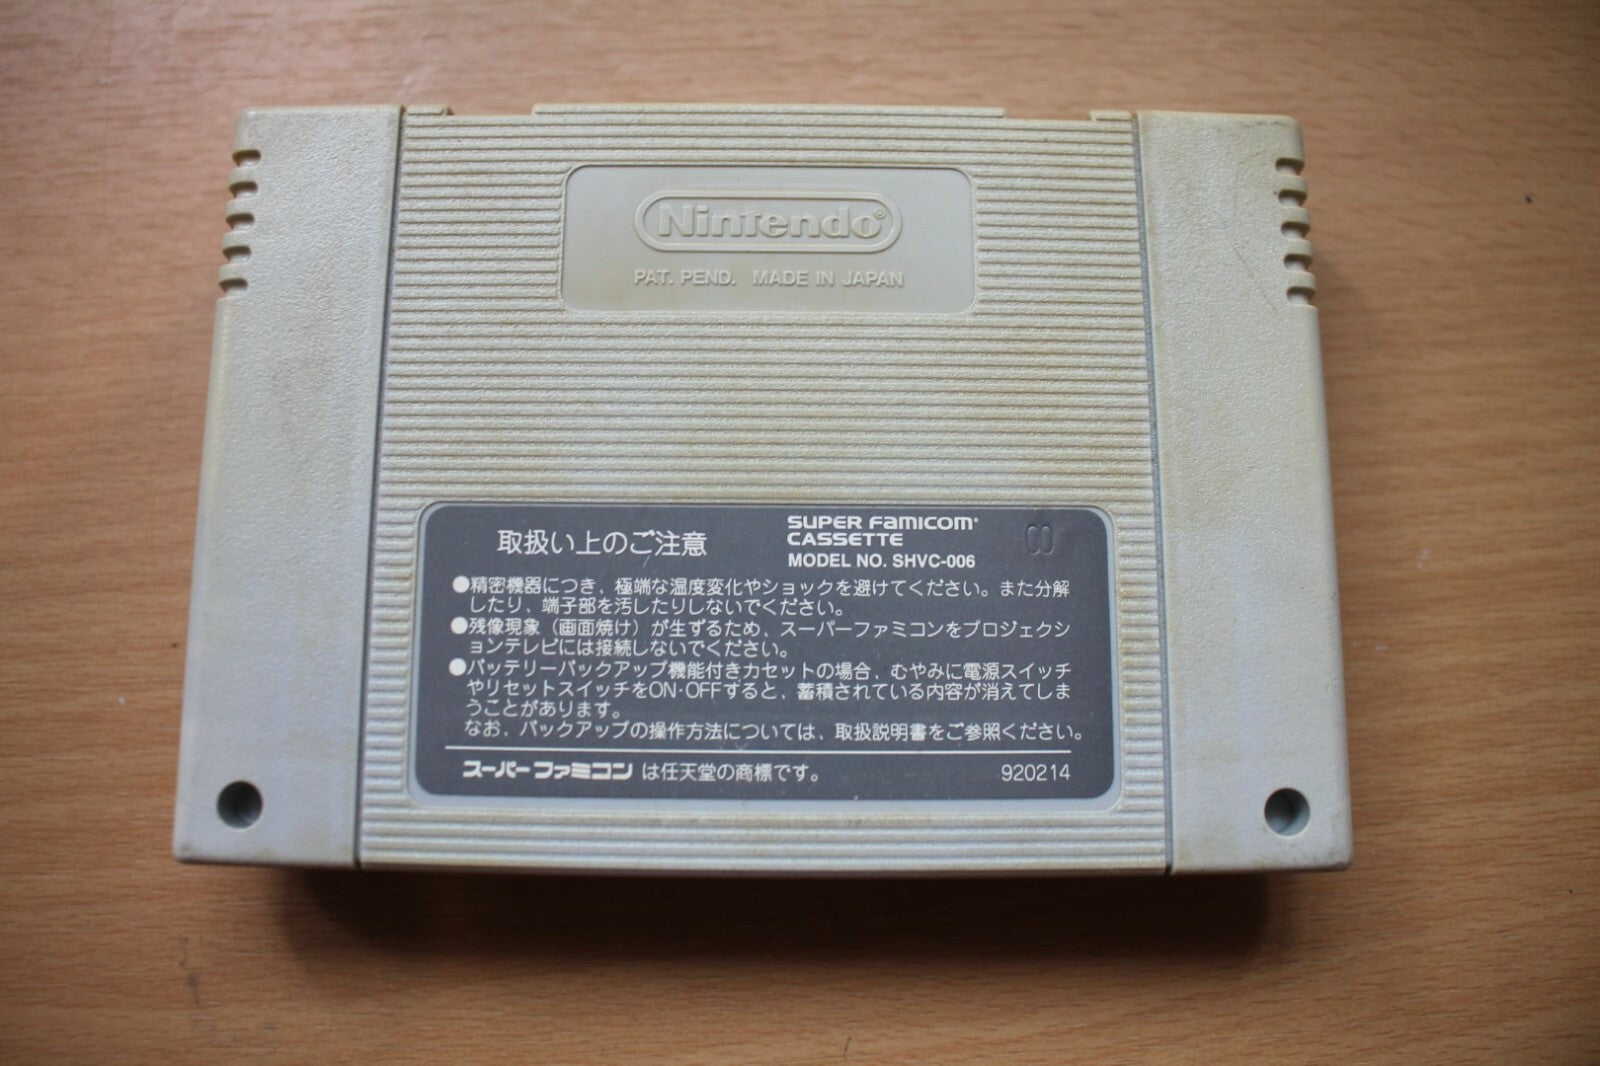 Nintendo®
PAT. PEND. MADE IN JAPAN
取扱い上のご注意
SUPER FAMICOM
CASSETTE
MODEL NO. SHVC-006
●精密機器につき、極端な温度変化やショックを避けてください。また分解
したり、端子部を汚したりしないでください。
●残像現象（画面焼け）が生ずるため、スーパーファミコンをプロジェクシ
ョンテレビには接続しないでください。
●バッテリーバックアップ機能付きカセットの場合、むやみに電源スイッチ
やリセットスイッチをON·OFFすると、蓄積されている内容が消えてしま
うことがあります。
なお、バックアップの操作方法については、取扱説明書をご参照ください。
スーパーファミコン は任天堂の商標です。
920214